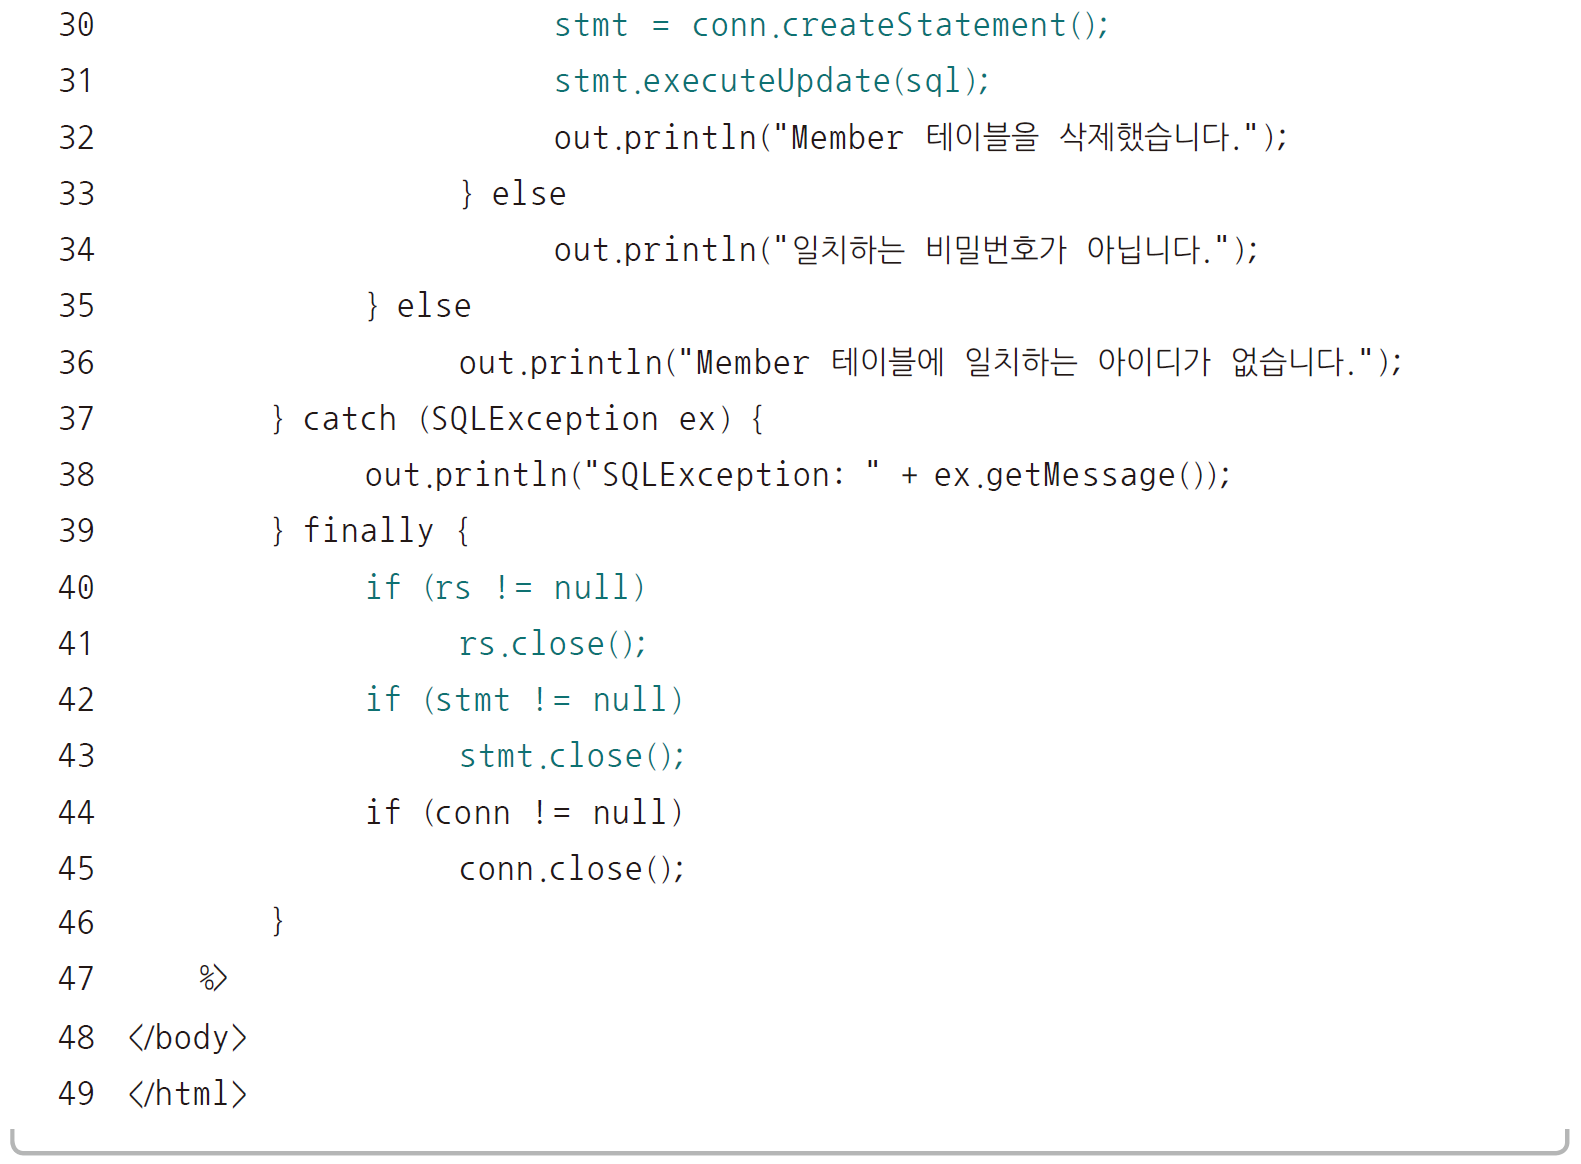 30 stmt = conn.createStatement();
31 stmt.executeUpdate(sql);
32 out.println("Member 테이블을 삭제했습니다.");
33 } else
34 out.println("일치하는 비밀번호가 아닙니다.");
35 } else
36 out.println("Member 테이블에 일치하는 아이디가 없습니다.");
37 } catch (SQLException ex) {
38 out.println("SQLException: " + ex.getMessage());
39 } finally {
40 if (rs != null)
41 rs.close();
42 if (stmt != null)
43 stmt.close();
44 if (conn != null)
45 conn.close();
46 }
47 %>
48 </body>
49 </html>